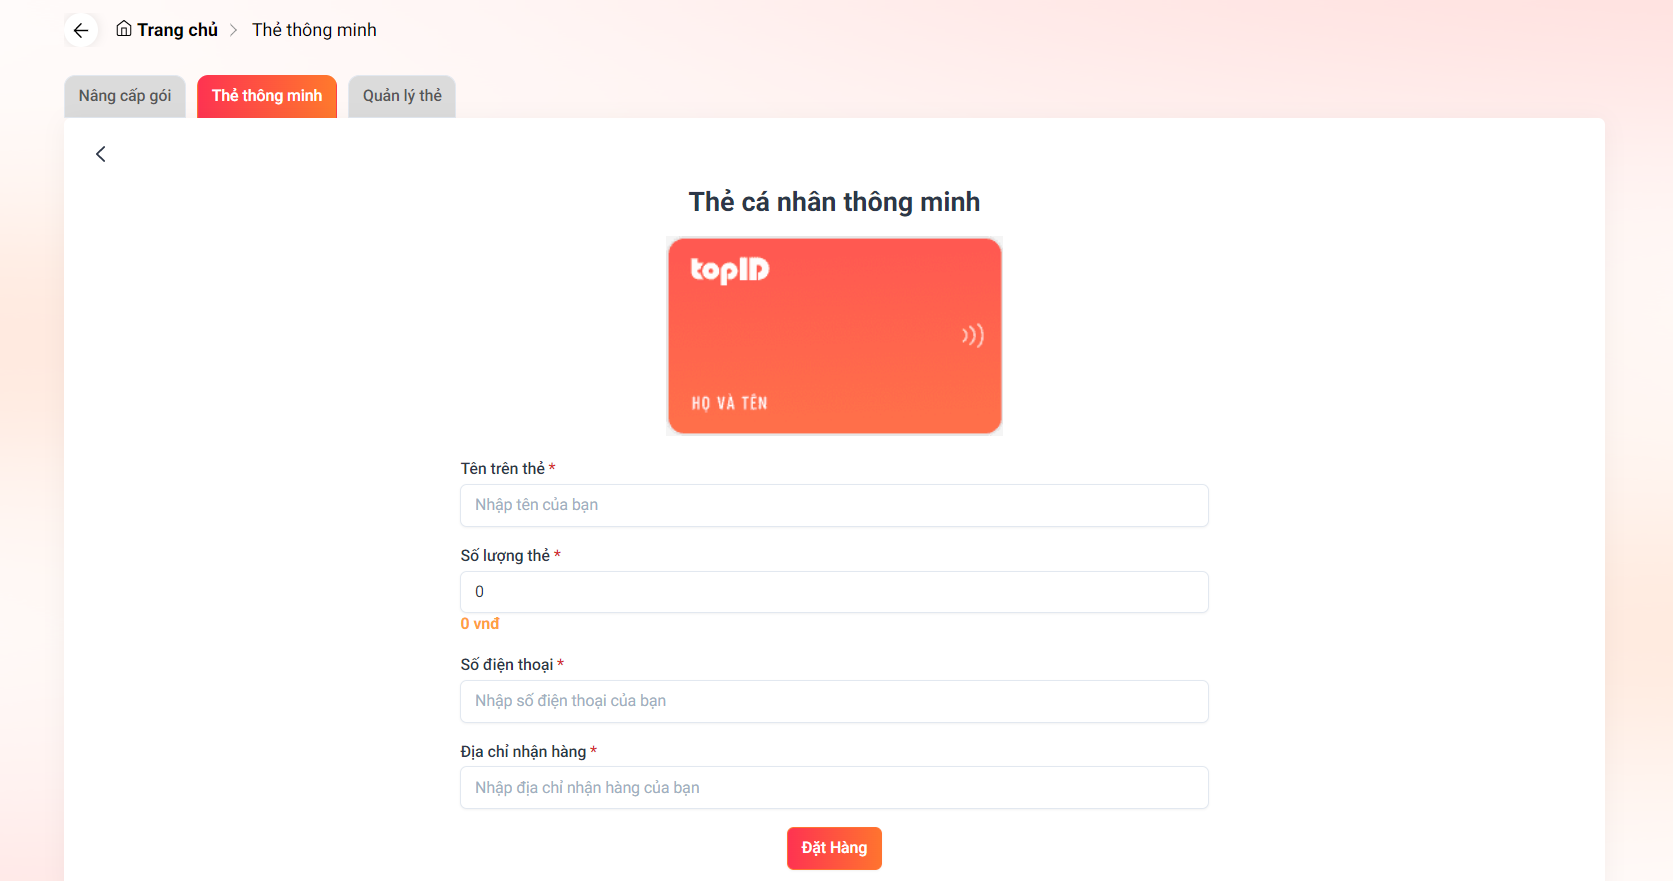 Trang chủ > Thẻ thông minh
Nâng cấp gói Thẻ thông minh Quản lý thẻ
Thẻ cá nhân thông minh
topID
HỌ VÀ TÊN
Tên trên thẻ *
Nhập tên của bạn
Số lượng thẻ *
0
0 vnđ
Số điện thoại *
Nhập số điện thoại của bạn
Địa chỉ nhận hàng *
Nhập địa chỉ nhận hàng của bạn
Đặt Hàng